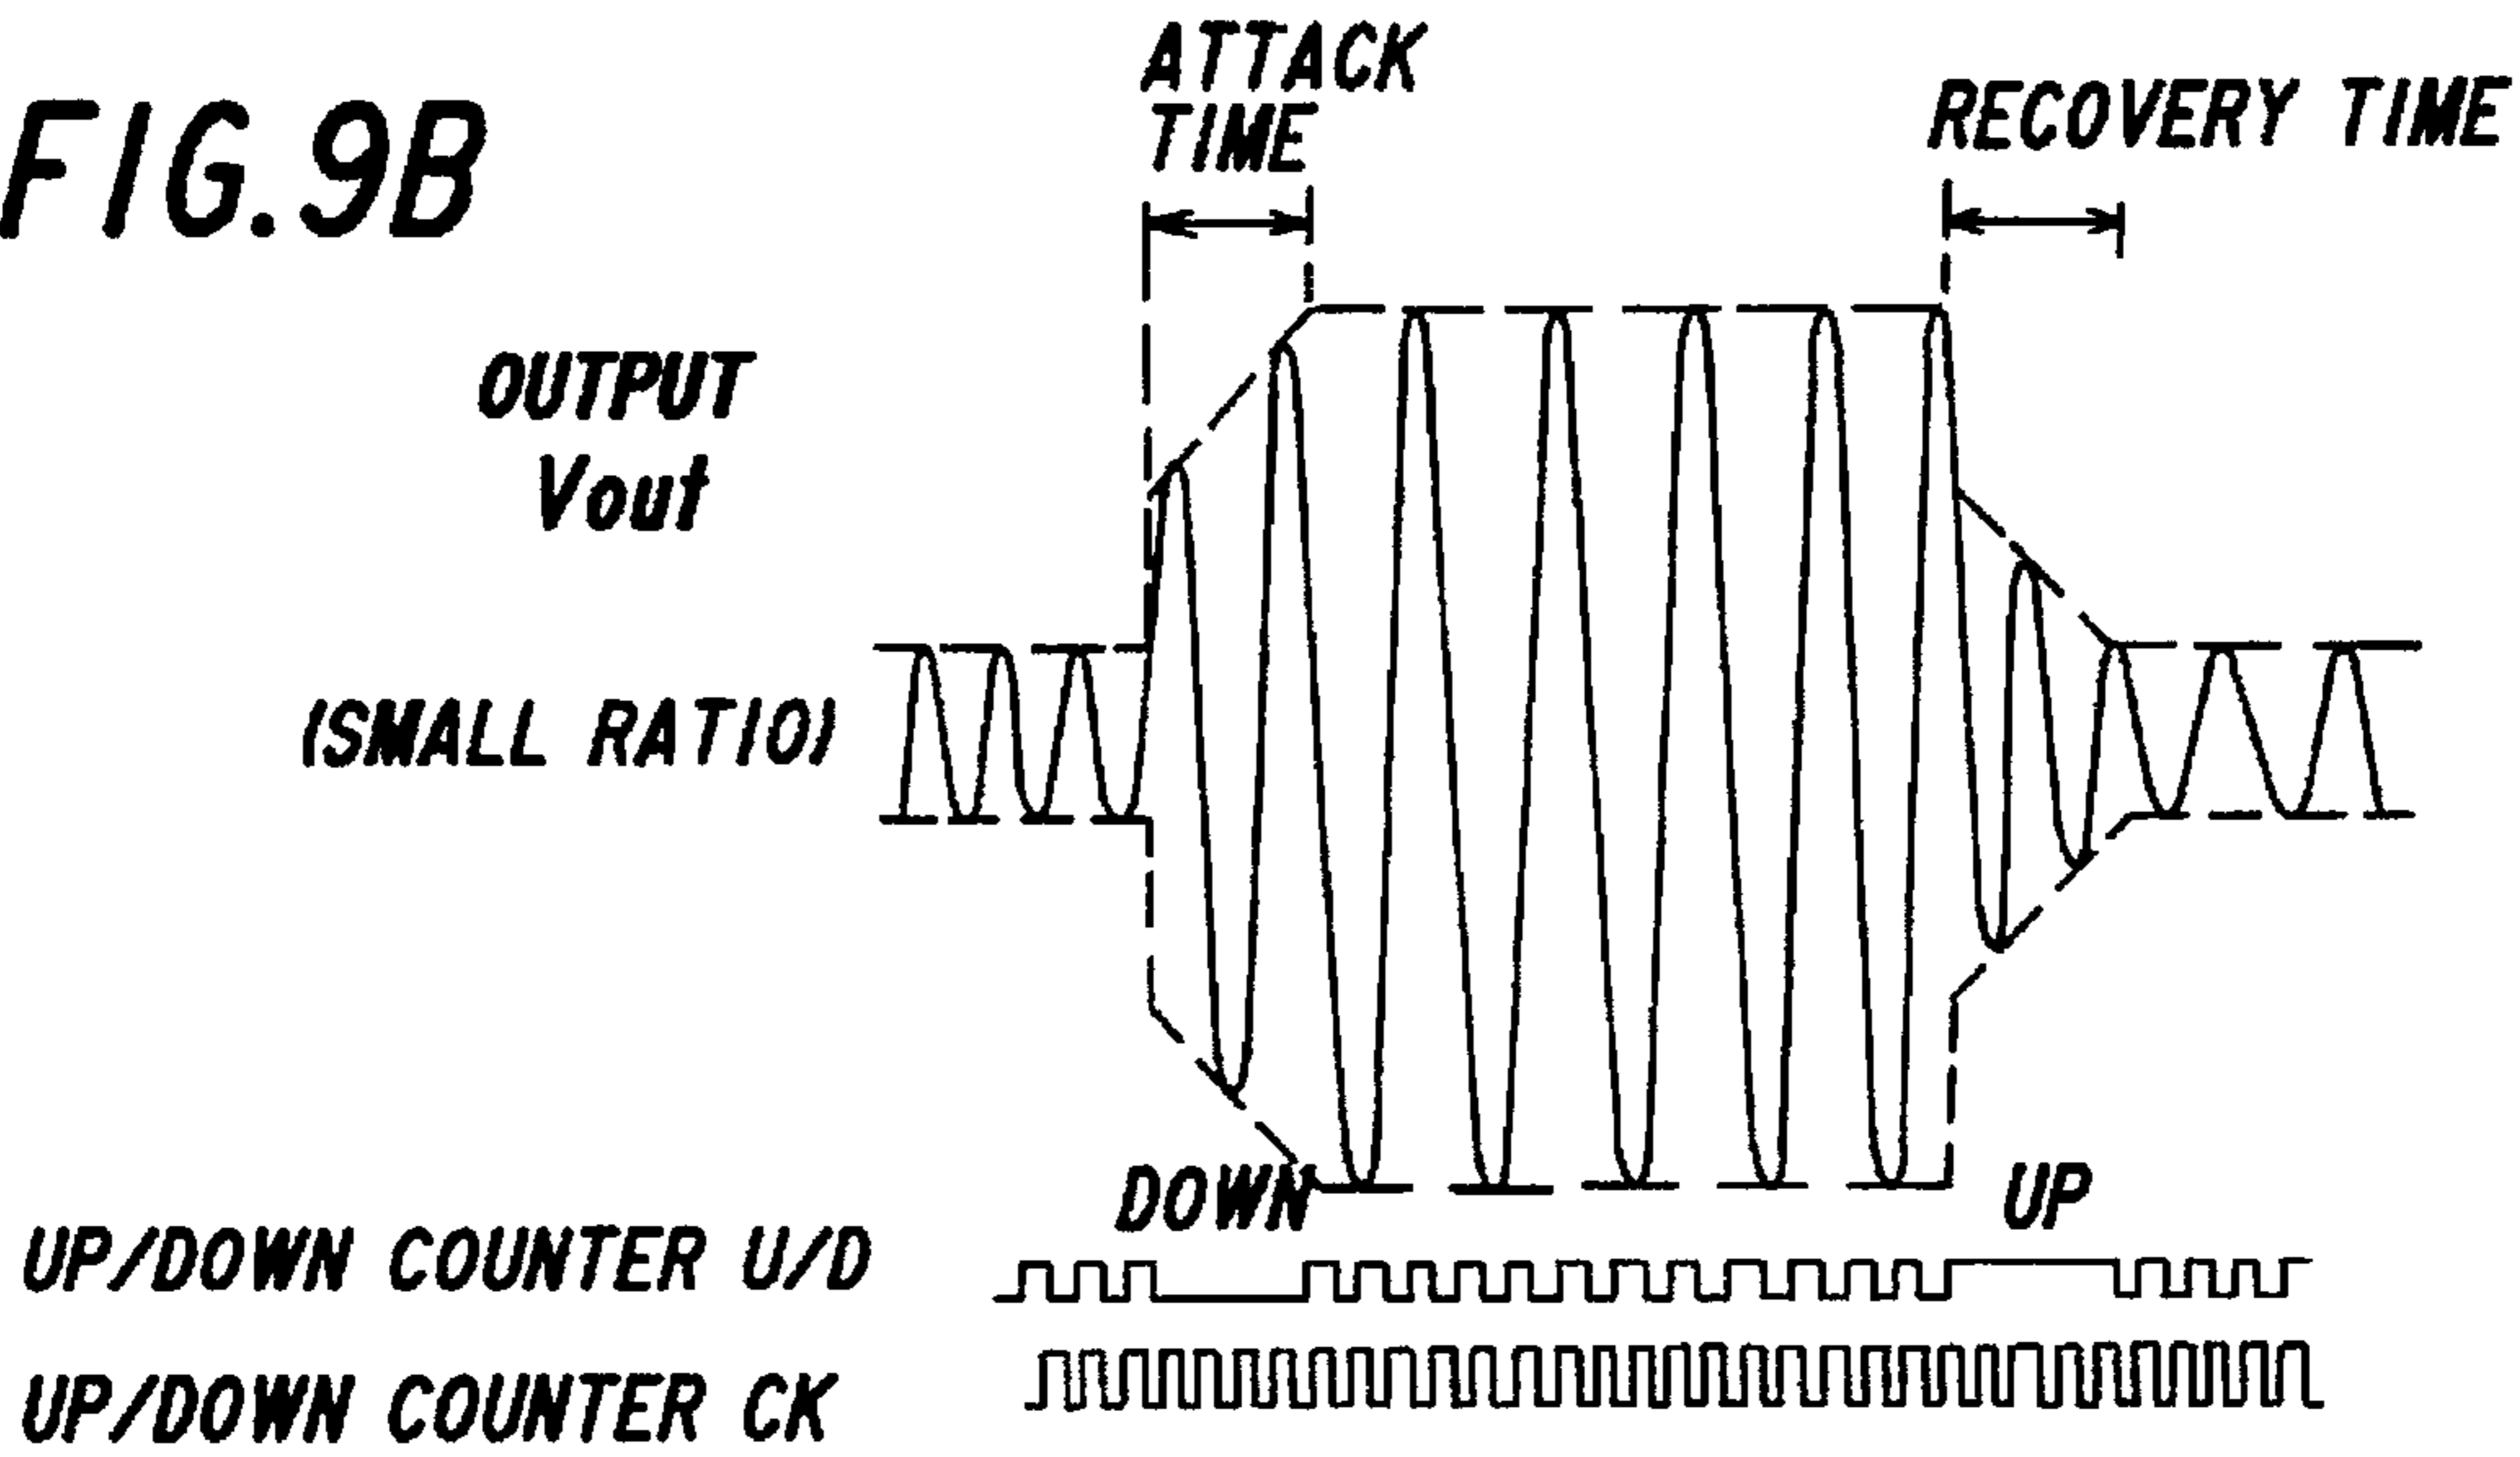 FIG.9B
ATTACK
TIME
RECOVERY TIME
OUTPUT
Vout
(SMALL RATIO)
DOWN
UP
UP/DOWN COUNTER U/D
UP/DOWN COUNTER CK